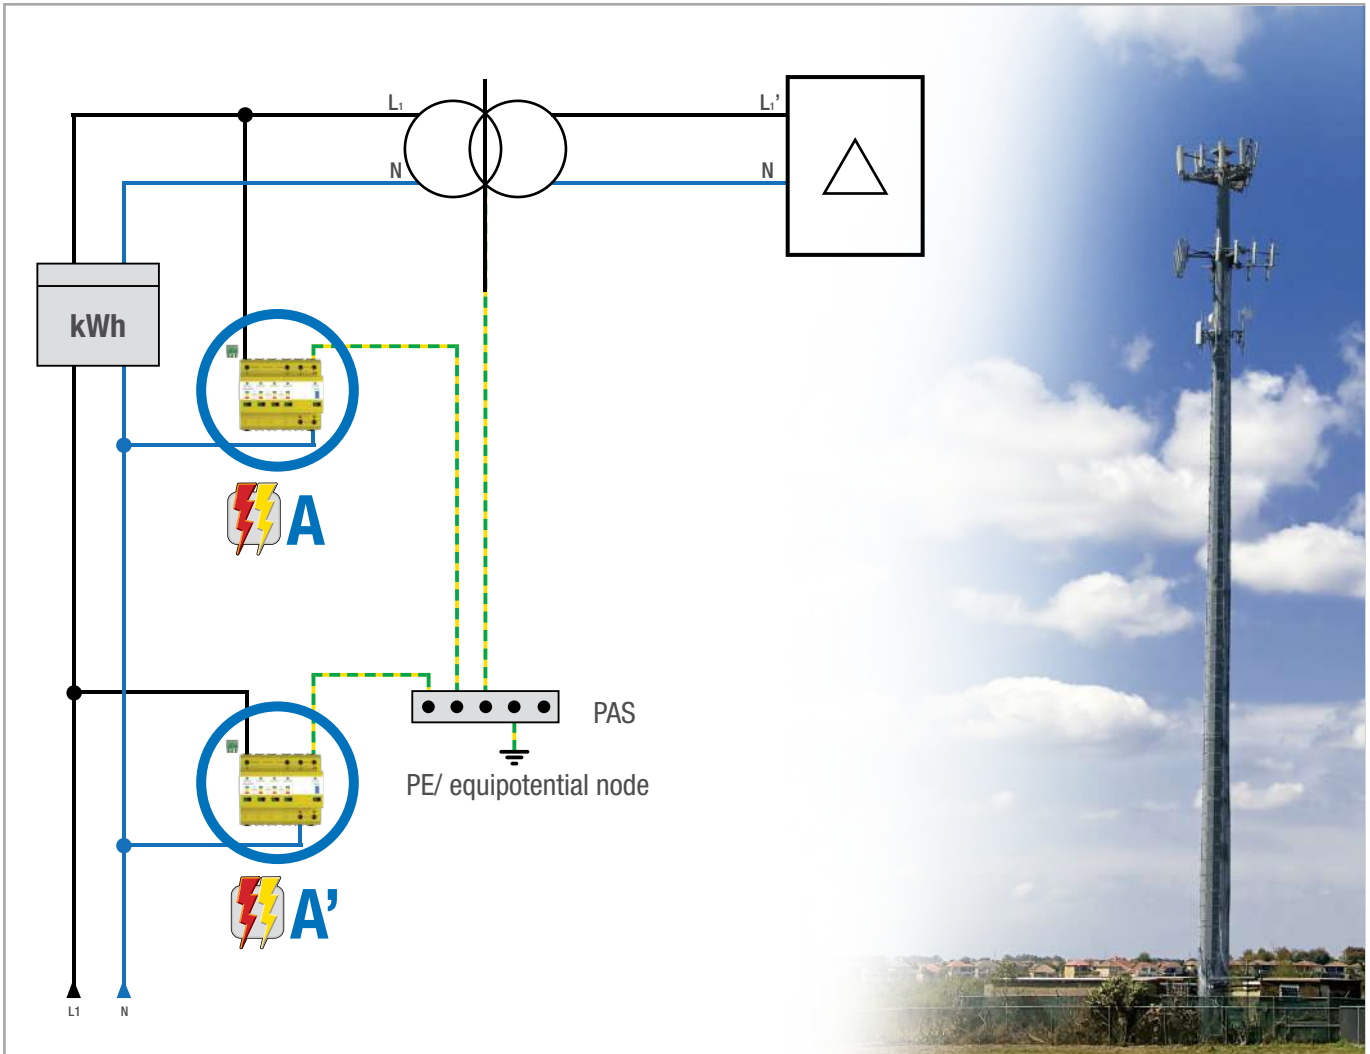 L1 L1’
N N
kWh
A
PAS
PE/ equipotential node
A’
L1 N